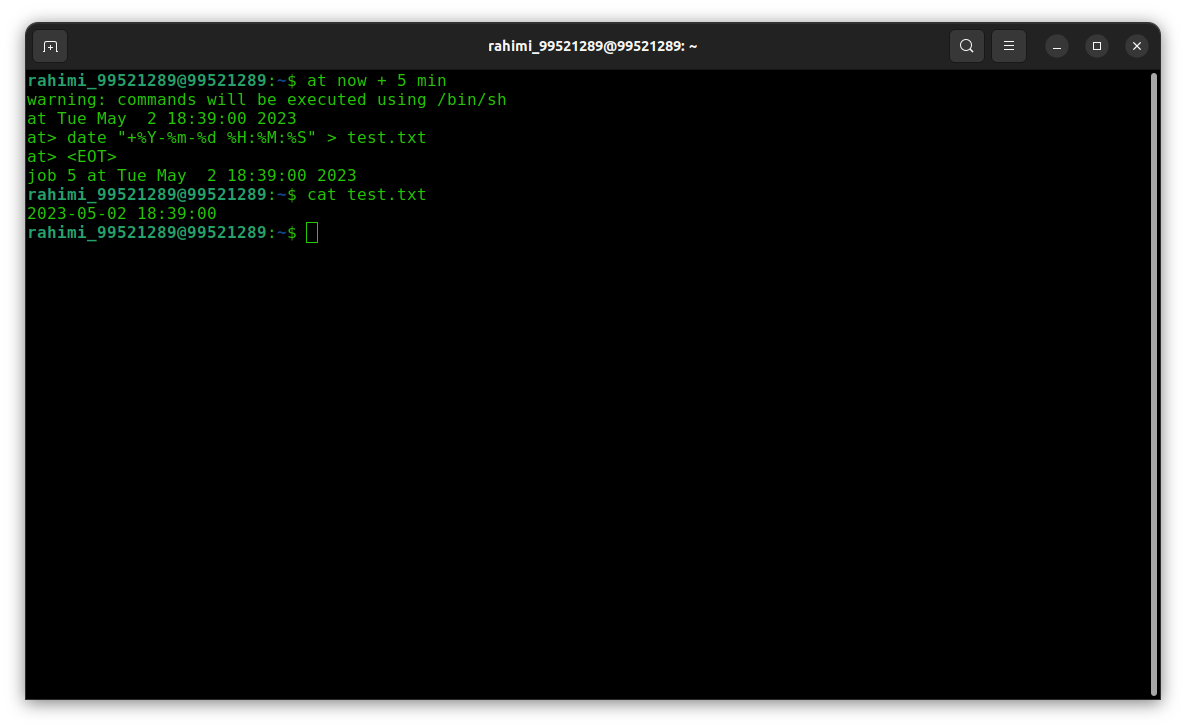 rahimi_99521289@99521289: ~
rahimi_99521289@99521289:~$ at now + 5 min
warning: commands will be executed using /bin/sh
at Tue May  2 18:39:00 2023
at> date "+%Y-%m-%d %H:%M:%S" > test.txt
at> <EOT>
job 5 at Tue May  2 18:39:00 2023
rahimi_99521289@99521289:~$ cat test.txt
2023-05-02 18:39:00
rahimi_99521289@99521289:~$